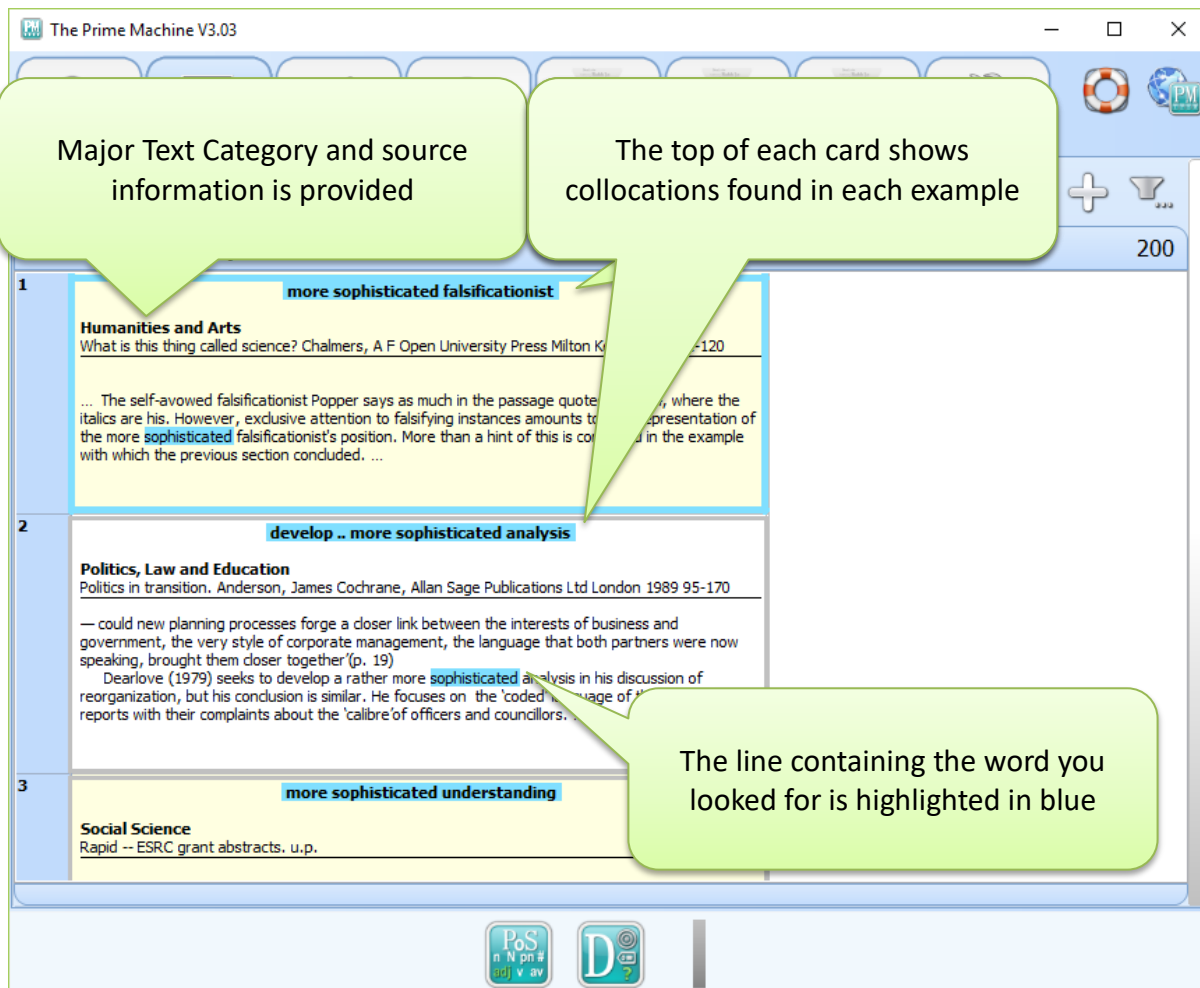 The Prime Machine V3.03
Major Text Category and source
information is provided
The top of each card shows
collocations found in each example
200
1
more sophisticated falsificationist
Humanities and Arts
What is this thing called science? Chalmers, A F Open University Press Milton -120
... The self-avowed falsificationist Popper says as much in the passage , where the
italics are his. However, exclusive attention to falsifying instances amounts
the more sophisticated falsificationist's position. More than a hint of this is in the example
with which the previous section concluded. ...
2
develop .. more sophisticated analysis
Politics, Law and Education
Politics in transition. Anderson, James Cochrane, Allan Sage Publications Ltd London 1989 95-170
— could new planning processes forge a closer link between the interests of business and
government, the very style of corporate management, the language that both partners were now
speaking, brought them closer together'(p. 19)
Dearlove (1979) seeks to develop a rather more sophisticated analysis in his discussion of
reorganization, but his conclusion is similar. He focuses on the 'coded' of
reports with their complaints about the 'calibre'of officers and councillors.
The line containing the word you
looked for is highlighted in blue
3
more sophisticated understanding
Social Science
Rapid -- ESRC grant abstracts. u.p.
PoS
n N pn #
adj v av
D
?
PM